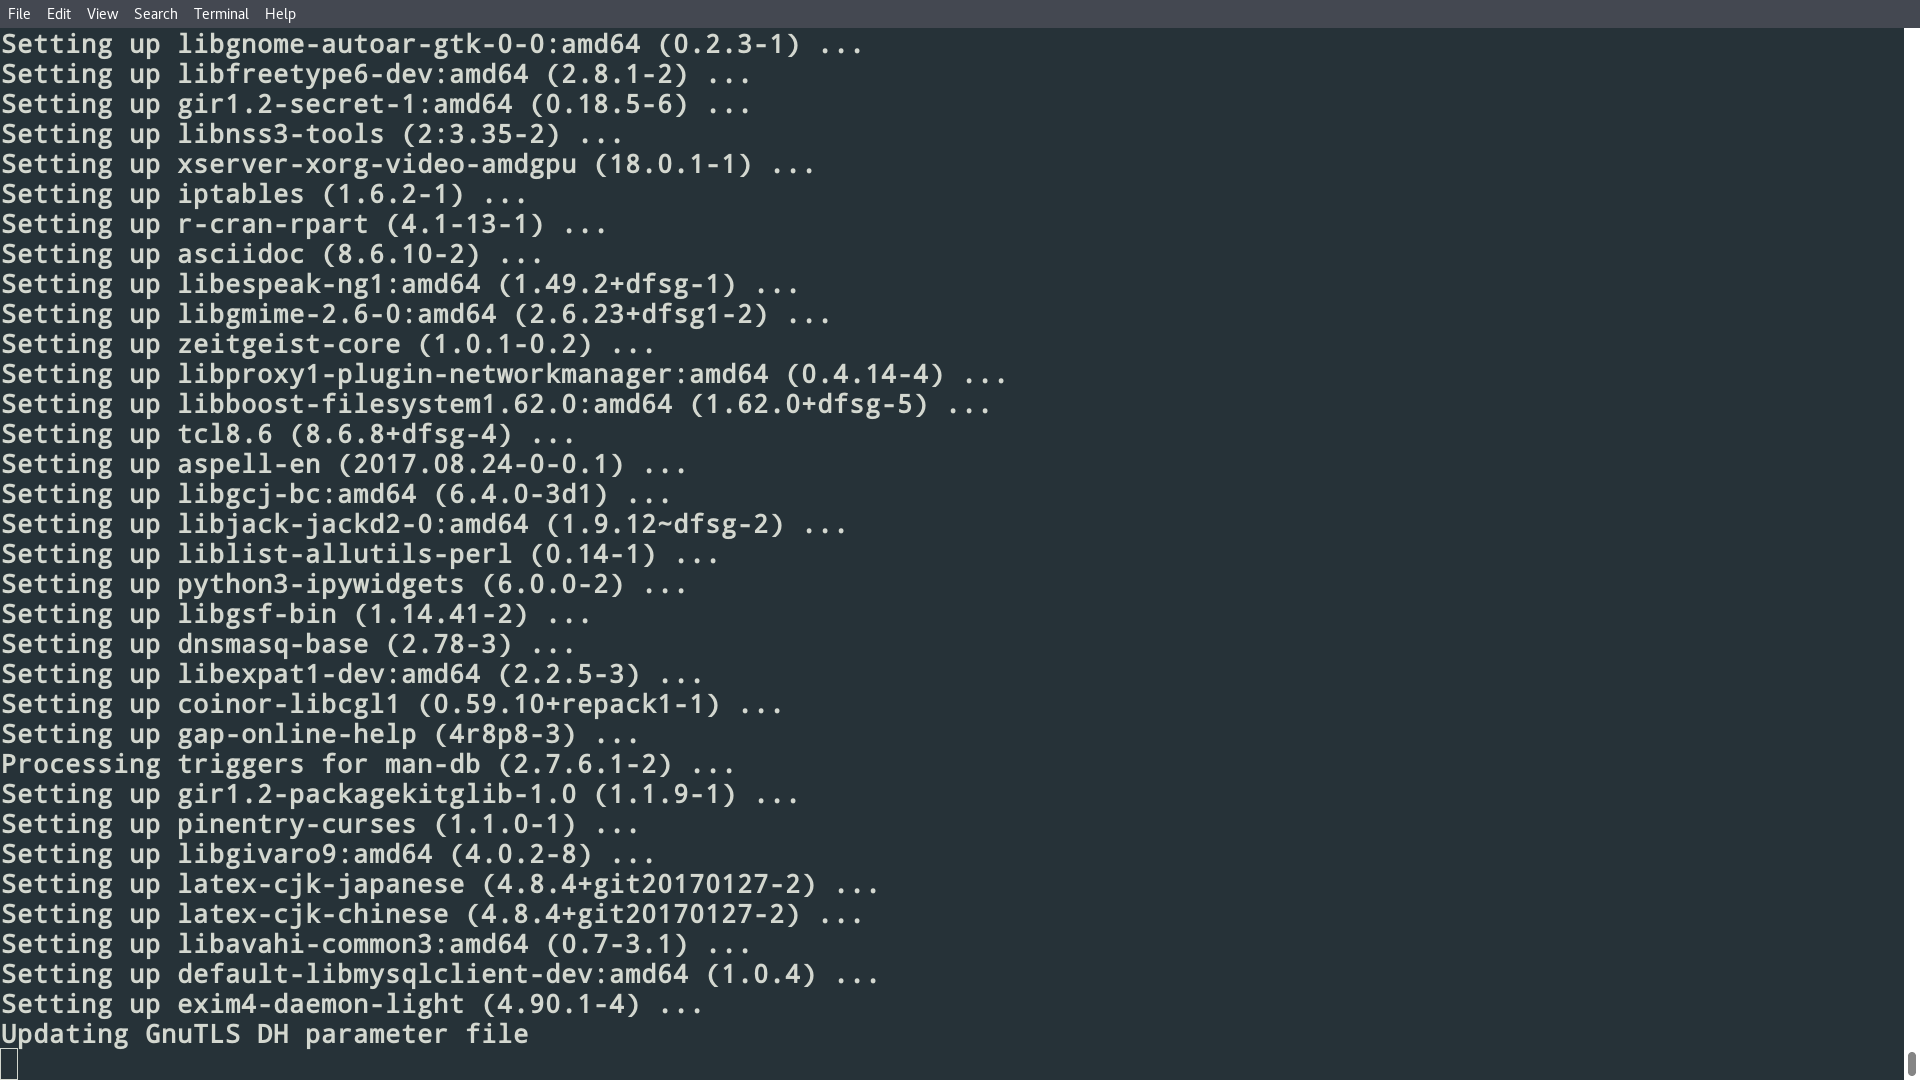 File Edit View Search Terminal Help
Setting up libgnome-autoar-gtk-0-0:amd64 (0.2.3-1) ...
Setting up libfreetype6-dev:amd64 (2.8.1-2) ...
Setting up gir1.2-secret-1:amd64 (0.18.5-6) ...
Setting up libnss3-tools (2:3.35-2) ...
Setting up xserver-xorg-video-amdgpu (18.0.1-1) ...
Setting up iptables (1.6.2-1) ...
Setting up r-cran-rpart (4.1-13-1) ...
Setting up asciidoc (8.6.10-2) ...
Setting up libespeak-ng1:amd64 (1.49.2+dfsg-1) ...
Setting up libgmime-2.6-0:amd64 (2.6.23+dfsg1-2) ...
Setting up zeitgeist-core (1.0.1-0.2) ...
Setting up libproxy1-plugin-networkmanager:amd64 (0.4.14-4) ...
Setting up libboost-filesystem1.62.0:amd64 (1.62.0+dfsg-5) ...
Setting up tcl8.6 (8.6.8+dfsg-4) ...
Setting up aspell-en (2017.08.24-0-0.1) ...
Setting up libgcj-bc:amd64 (6.4.0-3d1) ...
Setting up libjack-jackd2-0:amd64 (1.9.12~dfsg-2) ...
Setting up liblist-allutils-perl (0.14-1) ...
Setting up python3-ipywidgets (6.0.0-2) ...
Setting up libgsf-bin (1.14.41-2) ...
Setting up dnsmasq-base (2.78-3) ...
Setting up libexpat1-dev:amd64 (2.2.5-3) ...
Setting up coinor-libcgl1 (0.59.10+repack1-1) ...
Setting up gap-online-help (4r8p8-3) ...
Processing triggers for man-db (2.7.6.1-2) ...
Setting up gir1.2-packagekitglib-1.0 (1.1.9-1) ...
Setting up pinentry-curses (1.1.0-1) ...
Setting up libgivaro9:amd64 (4.0.2-8) ...
Setting up latex-cjk-japanese (4.8.4+git20170127-2) ...
Setting up latex-cjk-chinese (4.8.4+git20170127-2) ...
Setting up libavahi-common3:amd64 (0.7-3.1) ...
Setting up default-libmysqlclient-dev:amd64 (1.0.4) ...
Setting up exim4-daemon-light (4.90.1-4) ...
Updating GnuTLS DH parameter file